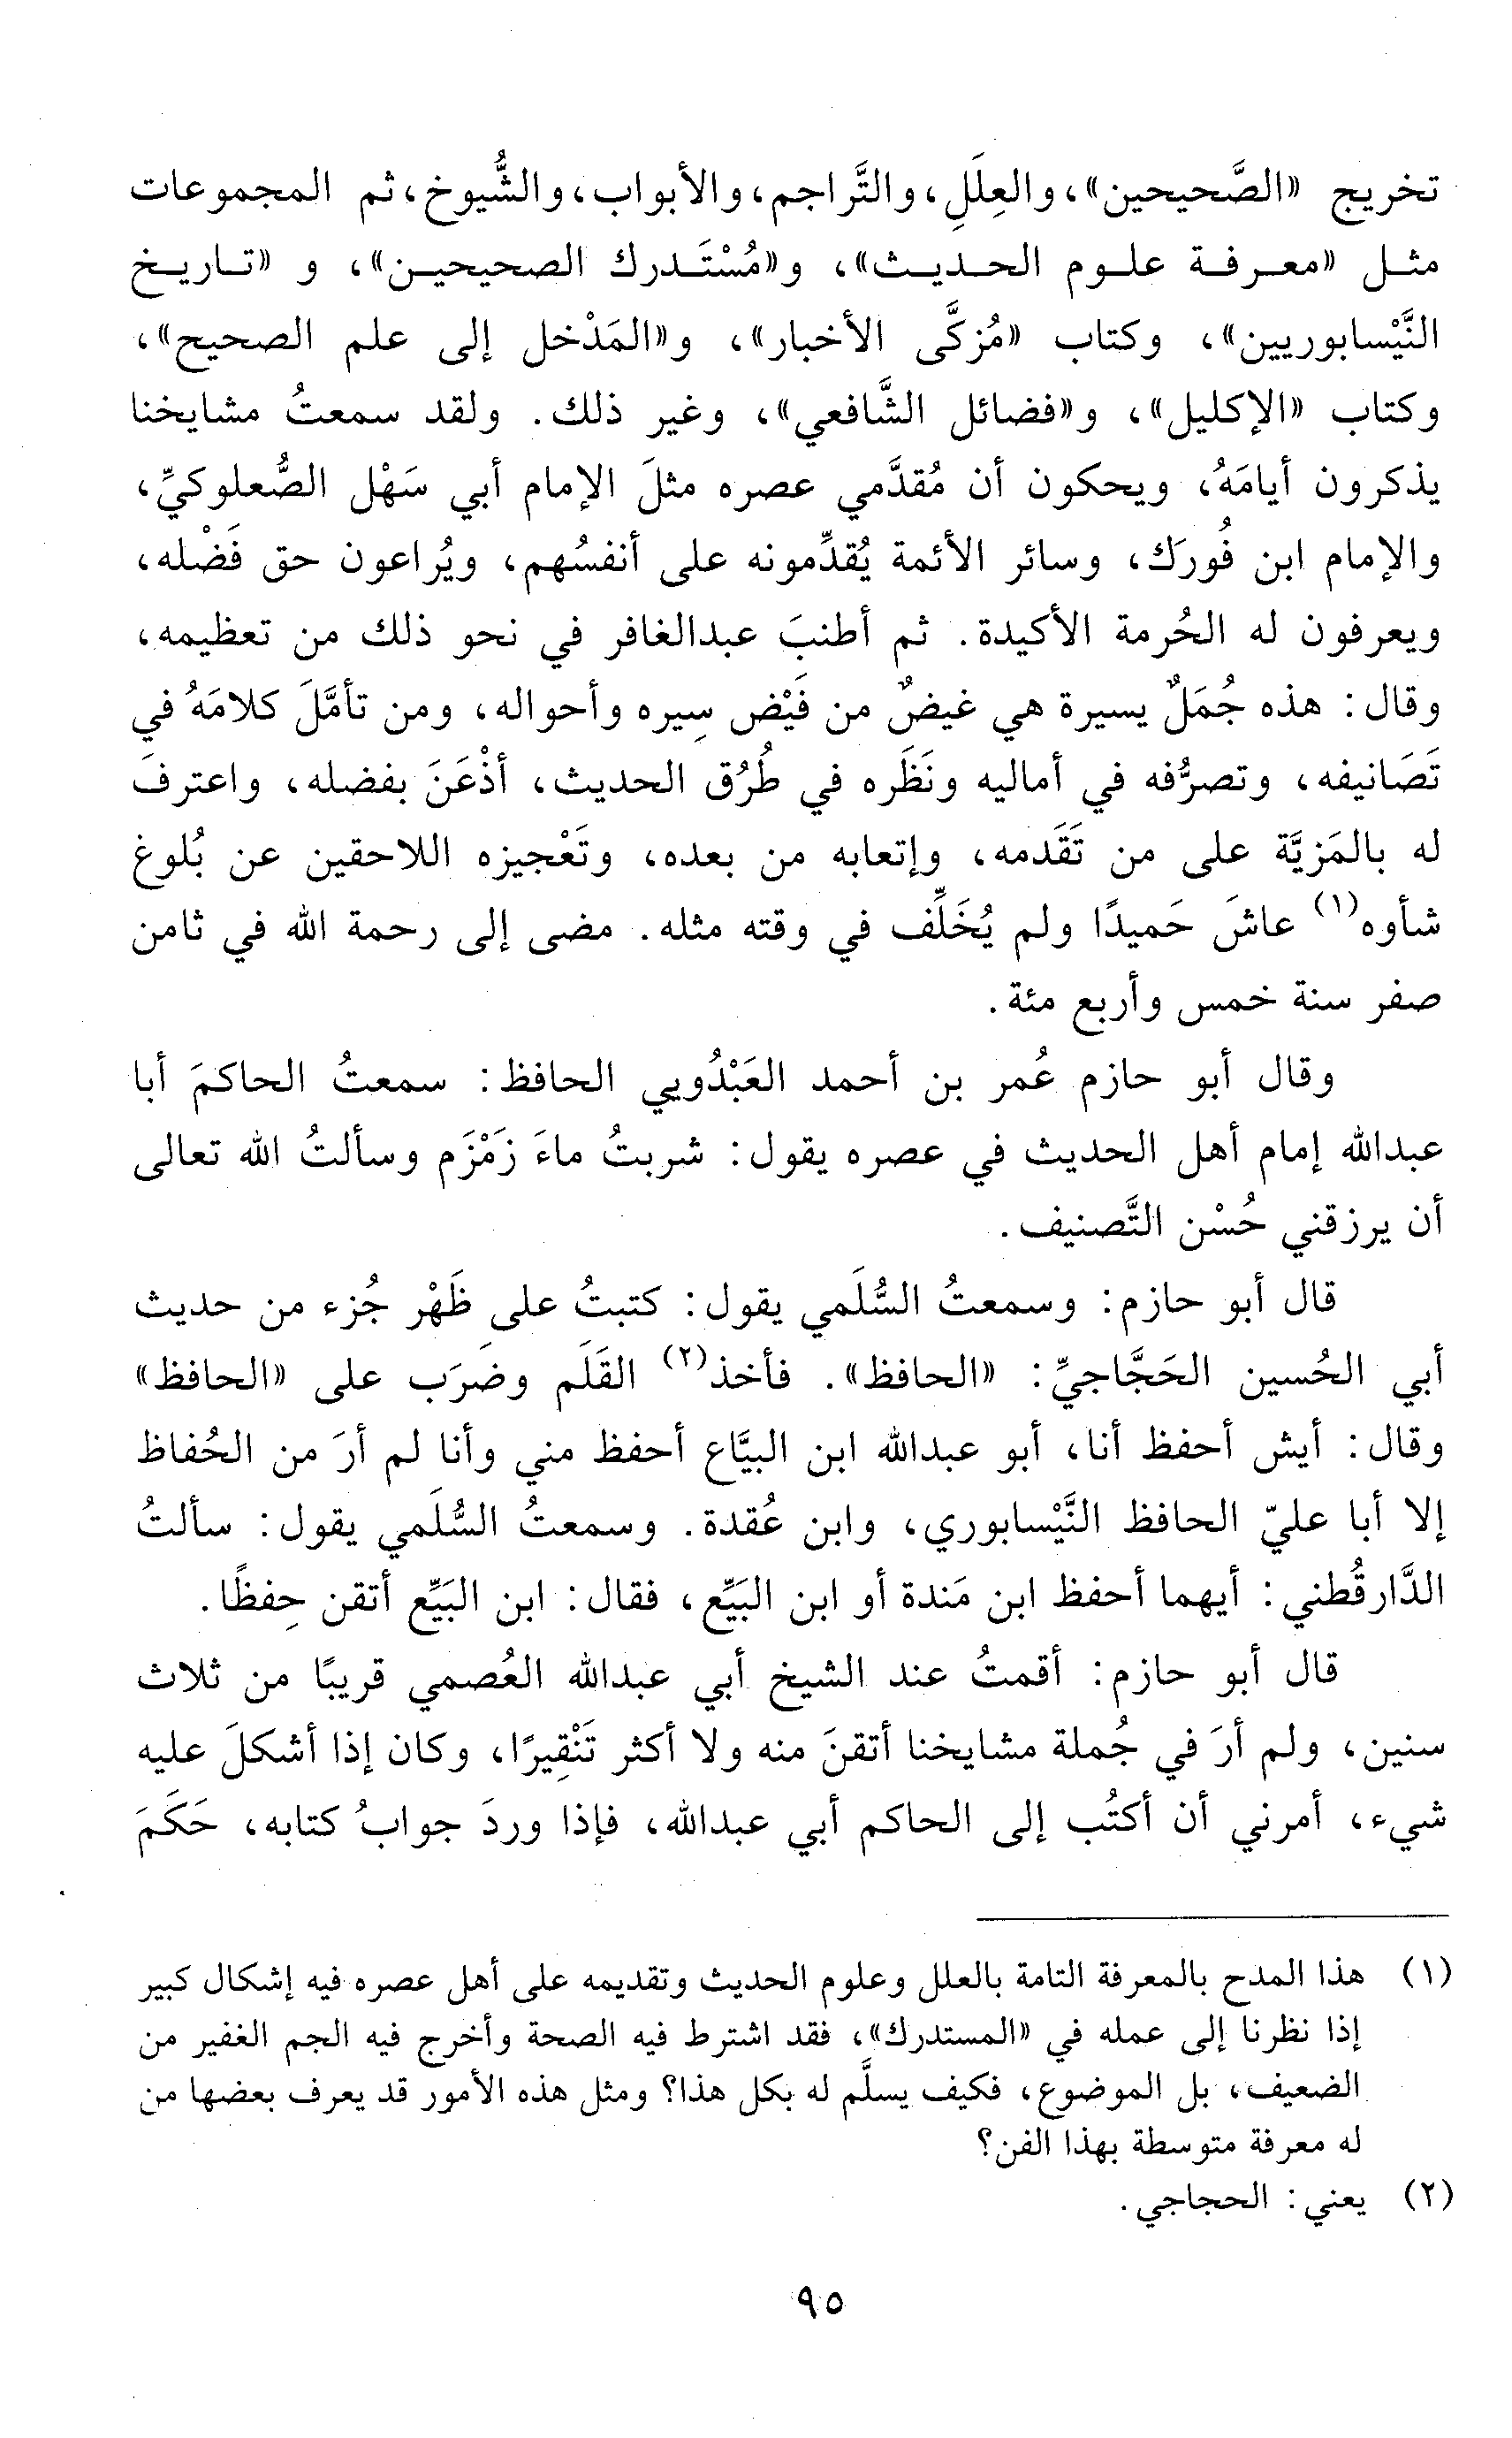 تخريج «الصَّحيحين»، والعِلَلِ، والتَّراجم، والأبواب، والشُّيوخ، ثم المجموعات
مثل «معرفة علوم الحديث»، و«مُسْتَدرك الصحيحين»، و «تاريخ
النَّيْسابوريين»، وكتاب «مُزكَّى الأخبار»، و«المَدْخل إلى علم الصحيح»،
وكتاب «الإكليل»، و«فضائل الشَّافعي»، وغير ذلك. ولقد سمعتُ مشايخنا
يذكرون أيامَهُ، ويحكون أن مُقدَّمي عصره مثلَ الإمام أبي سَهْل الصُّعلوكيِّ،
والإمام ابن فُورَك، وسائر الأئمة يُقدِّمونه على أنفسُهم، ويُراعون حق فَضْله،
ويعرفون له الحُرمة الأكيدة. ثم أطنبَ عبدالغافر في نحو ذلك من تعظيمه،
وقال: هذه جُمَلٌ يسيرة هي غيضٌ من فَيْض سِيره وأحواله، ومن تأمَّلَ كلامَهُ في
تَصَانيفه، وتصرُّفه في أماليه ونَظَره في طُرُق الحديث، أذْعَنَ بفضله، واعترفَ
له بالمَزيَّة على من تَقَدمه، وإتعابه من بعده، وتَعْجيزه اللاحقين عن بُلوغ
شأوه(١) عاشَ حَميدًا ولم يُخَلِّف في وقته مثله. مضى إلى رحمة الله في ثامن
صفر سنة خمس وأربع مئة.
وقال أبو حازم عُمر بن أحمد العَبْدُويي الحافظ: سمعتُ الحاكمَ أبا
عبدالله إمام أهل الحديث في عصره يقول: شربتُ ماءَ زَمْزَم وسألتُ الله تعالى
أن يرزقني حُسْن التَّصنيف.
قال أبو حازم: وسمعتُ السُّلَمي يقول: كتبتُ على ظَهْر جُزء من حديث
أبي الحُسين الحَجَّاجيِّ: «الحافظ». فأخذ(٢) القَلَم وضَرَب على «الحافظ»
وقال: أيش أحفظ أنا، أبو عبدالله ابن البيَّاع أحفظ مني وأنا لم أرَ من الحُفاظ
إلا أبا عليّ الحافظ النَّيْسابوري، وابن عُقدة. وسمعتُ السُّلَمي يقول: سألتُ
الدَّارقُطني: أيهما أحفظ ابن مَندة أو ابن البَيِّع، فقال: ابن البَيِّع أتقن حِفظًا.
قال أبو حازم: أقمتُ عند الشيخ أبي عبدالله العُصمي قريبًا من ثلاث
سنين، ولم أرَ في جُملة مشايخنا أتقنَ منه ولا أكثر تَنْقِيرًا، وكان إذا أشكلَ عليه
شيء، أمرني أن أكتُب إلى الحاكم أبي عبدالله، فإذا وردَ جوابُ كتابه، حَكَمَ
(١) هذا المدح بالمعرفة التامة بالعلل وعلوم الحديث وتقديمه على أهل عصره فيه إشكال كبير
إذا نظرنا إلى عمله في «المستدرك»، فقد اشترط فيه الصحة وأخرج فيه الجم الغفير من
الضعيف، بل الموضوع، فكيف يسلَّم له بكل هذا؟ ومثل هذه الأمور قد يعرف بعضها من
له معرفة متوسطة بهذا الفن؟
(٢) يعني: الحجاجي.
٩٥